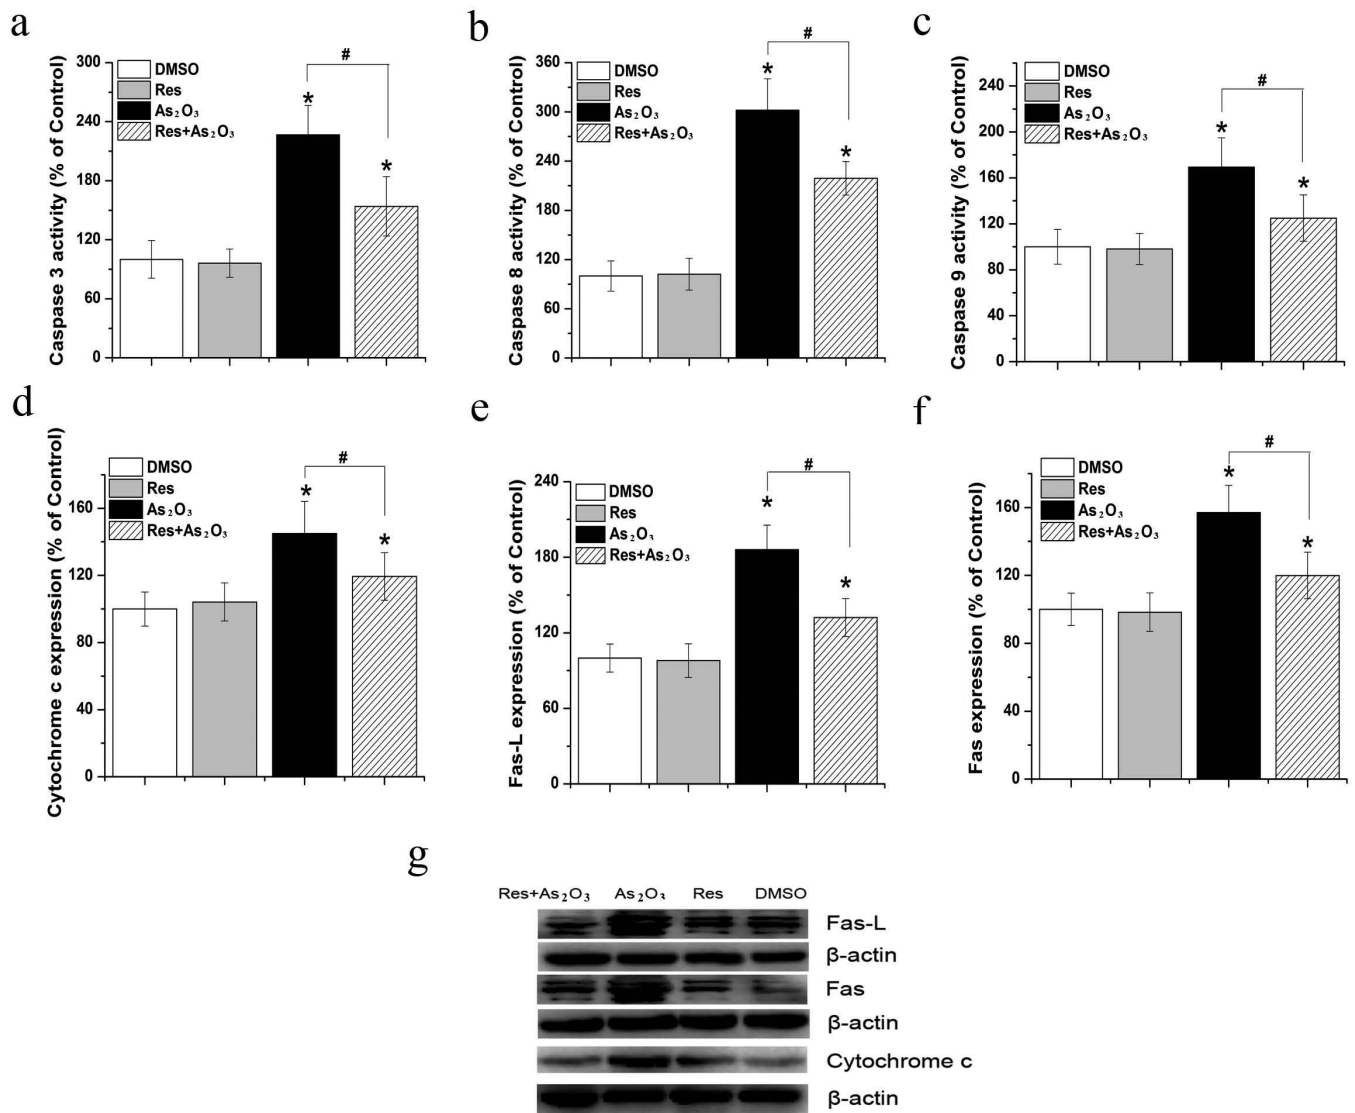 a
Caspase 3 activity (% of Control)
300
240
180
120
60
0
DMSO
Res
As₂O₃
Res+As₂O₃
*
*
#
b
Caspase 8 activity (% of Control)
360
300
240
180
120
60
0
DMSO
Res
As₂O₃
Res+As₂O₃
*
*
#
c
Caspase 9 activity (% of Control)
240
200
160
120
80
40
0
DMSO
Res
As₂O₃
Res+As₂O₃
*
*
#
d
Cytochrome c expression (% of Control)
160
120
80
40
0
DMSO
Res
As₂O₃
Res+As₂O₃
*
*
#
e
Fas-L expression (% of Control)
240
180
120
60
0
DMSO
Res
As₂O₃
Res+As₂O₃
*
*
#
f
Fas expression (% of Control)
160
120
80
40
0
DMSO
Res
As₂O₃
Res+As₂O₃
*
*
#
g
Res+As₂O₃ As₂O₃ Res DMSO
Fas-L
β-actin
Fas
β-actin
Cytochrome c
β-actin